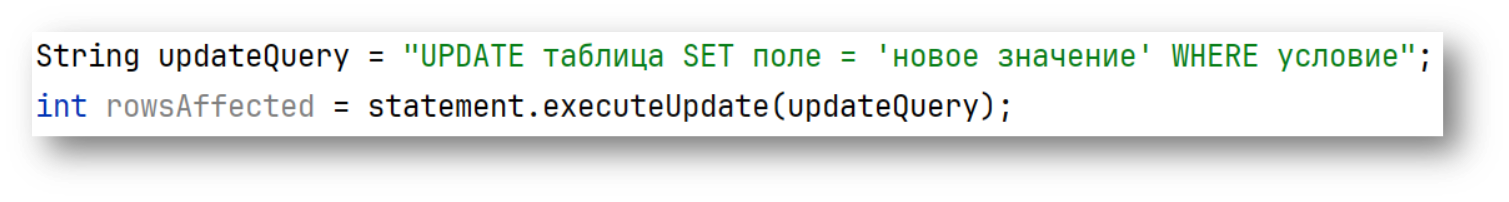 String updateQuery = "UPDATE таблица SET поле = 'новое значение' WHERE условие";
int rowsAffected = statement.executeUpdate(updateQuery);